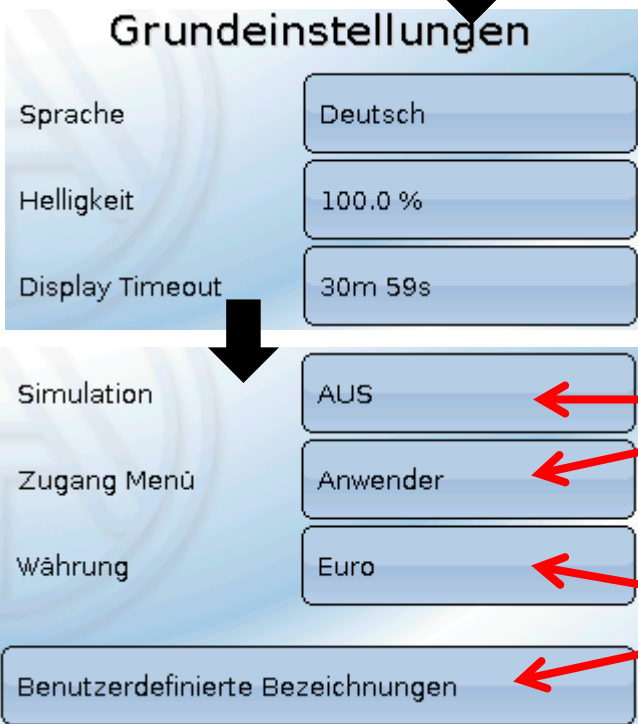 Grundeinstellungen
Sprache Deutsch
Helligkeit 100.0 %
Display Timeout 30m 59s
Simulation AUS
Zugang Menü Anwender
Währung Euro
Benutzerdefinierte Bezeichnungen